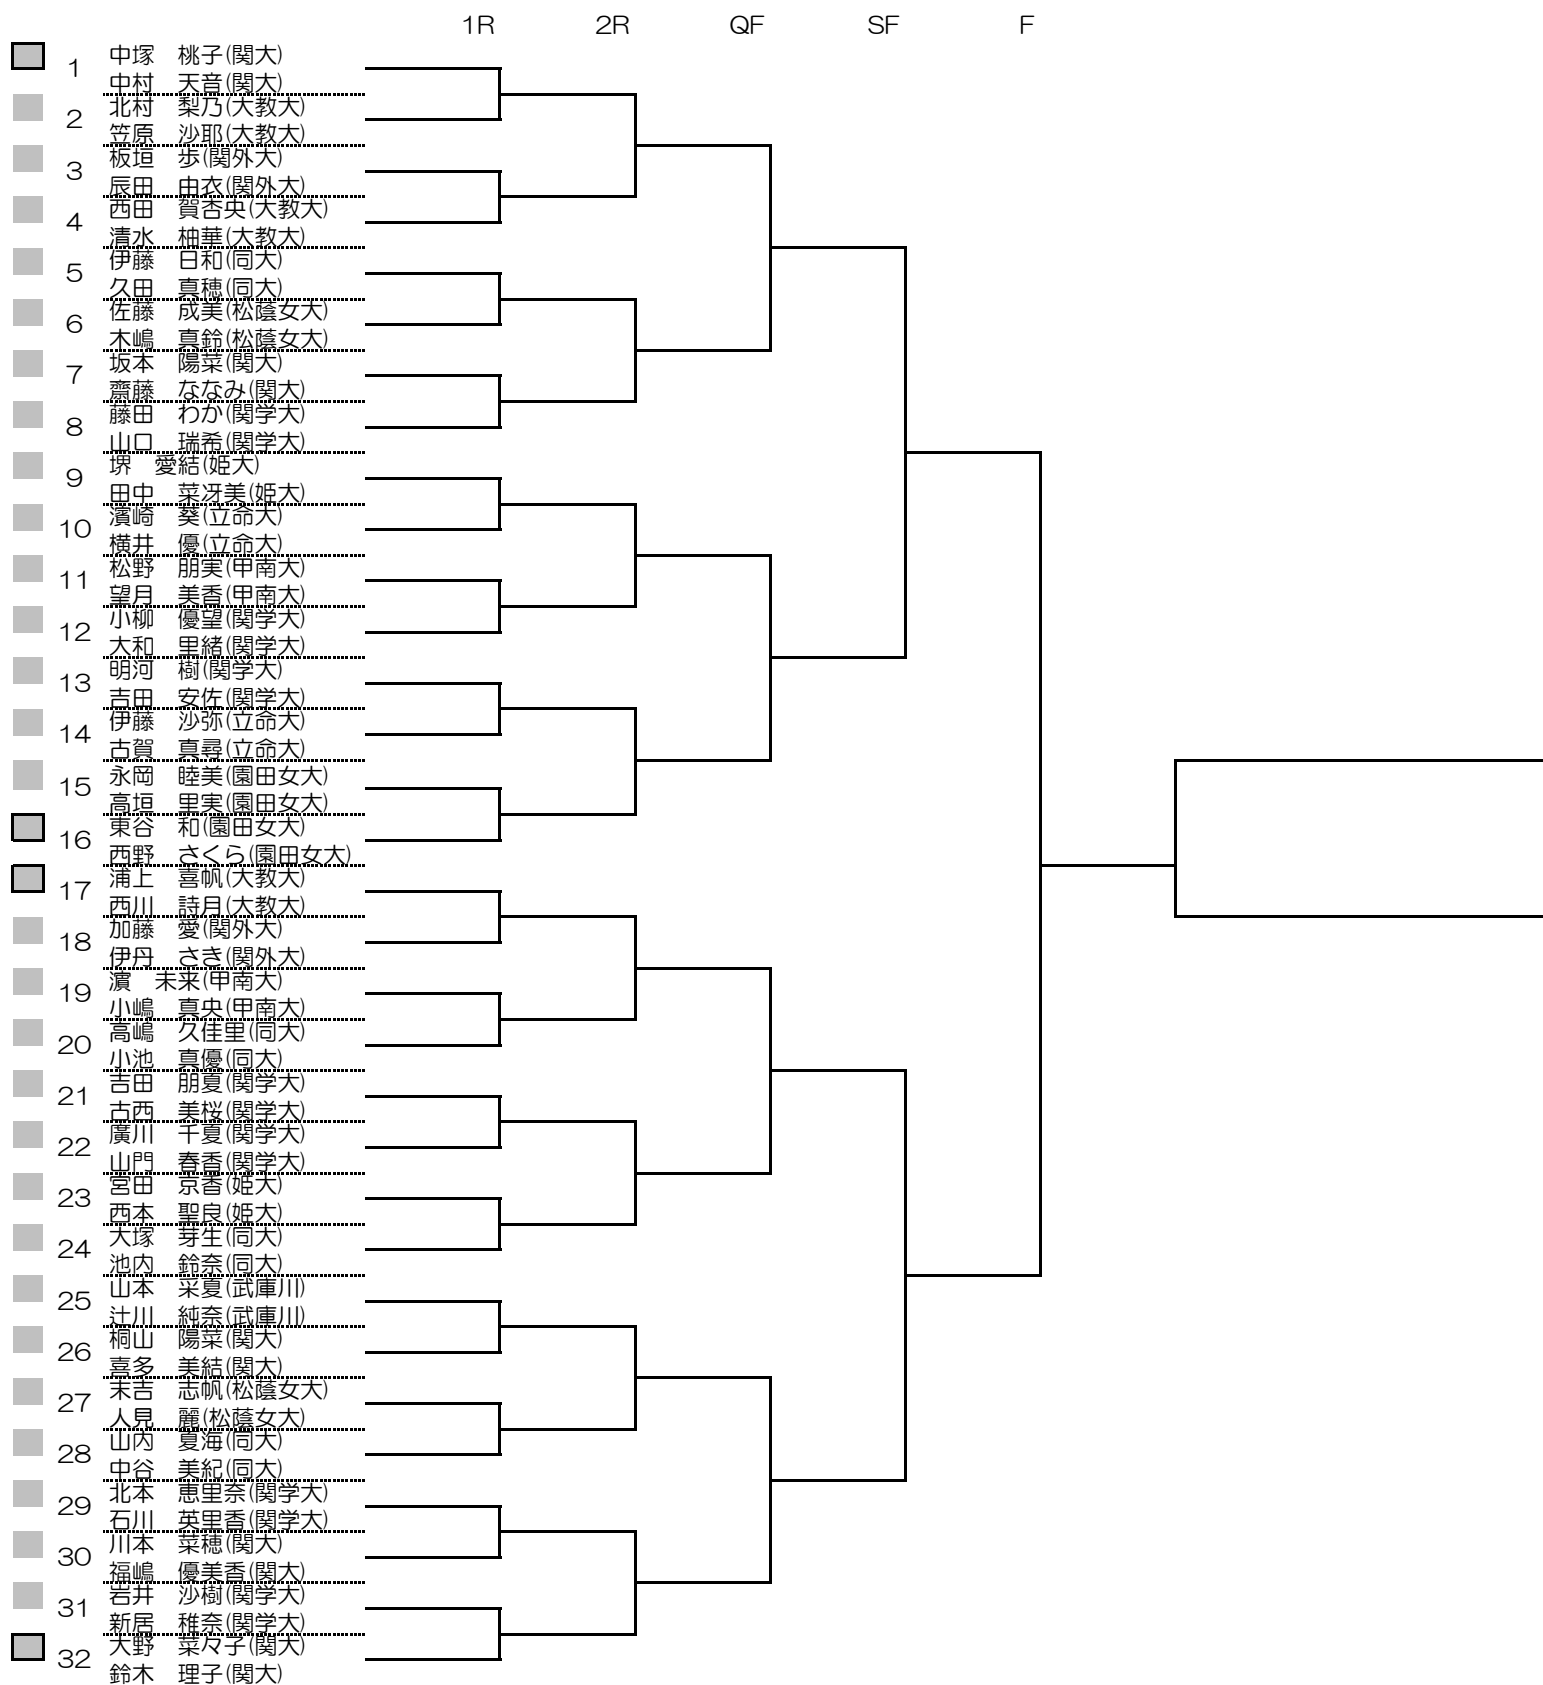 1R 2R QF SF F
1 中塚　桃子(関大)
中村　天音(関大)
2 北村　梨乃(大教大)
笠原　沙耶(大教大)
3 板垣　歩(関外大)
辰田　由衣(関外大)
4 西田　賀杏央(大教大)
清水　柚華(大教大)
5 伊藤　日和(同大)
久田　真穂(同大)
6 佐藤　成美(松蔭女大)
木嶋　真鈴(松蔭女大)
7 坂本　陽菜(関大)
齋藤　ななみ(関大)
8 藤田　わか(関学大)
山口　瑞希(関学大)
9 堺　愛結(姫大)
田中　菜冴美(姫大)
10 濱崎　葵(立命大)
横井　優(立命大)
11 松野　朋実(甲南大)
望月　美香(甲南大)
12 小柳　優望(関学大)
大和　里緒(関学大)
13 明河　樹(関学大)
吉田　安佐(関学大)
14 伊藤　沙弥(立命大)
古賀　真尋(立命大)
15 永岡　睦美(園田女大)
高垣　里実(園田女大)
16 東谷　和(園田女大)
西野　さくら(園田女大)
17 浦上　喜帆(大教大)
西川　詩月(大教大)
18 加藤　愛(関外大)
伊丹　さき(関外大)
19 濵　未来(甲南大)
小嶋　真央(甲南大)
20 高嶋　久佳里(同大)
小池　真優(同大)
21 吉田　朋夏(関学大)
古西　美桜(関学大)
22 廣川　千夏(関学大)
山門　春香(関学大)
23 宮田　京香(姫大)
西本　聖良(姫大)
24 大塚　芽生(同大)
池内　鈴奈(同大)
25 山本　采夏(武庫川)
辻川　純奈(武庫川)
26 桐山　陽菜(関大)
喜多　美結(関大)
27 末吉　志帆(松蔭女大)
人見　麗(松蔭女大)
28 山内　夏海(同大)
中谷　美紀(同大)
29 北本　恵里奈(関学大)
石川　英里香(関学大)
30 川本　菜穂(関大)
福嶋　優美香(関大)
31 岩井　沙樹(関学大)
新居　稚奈(関学大)
32 大野　菜々子(関大)
鈴木　理子(関大)